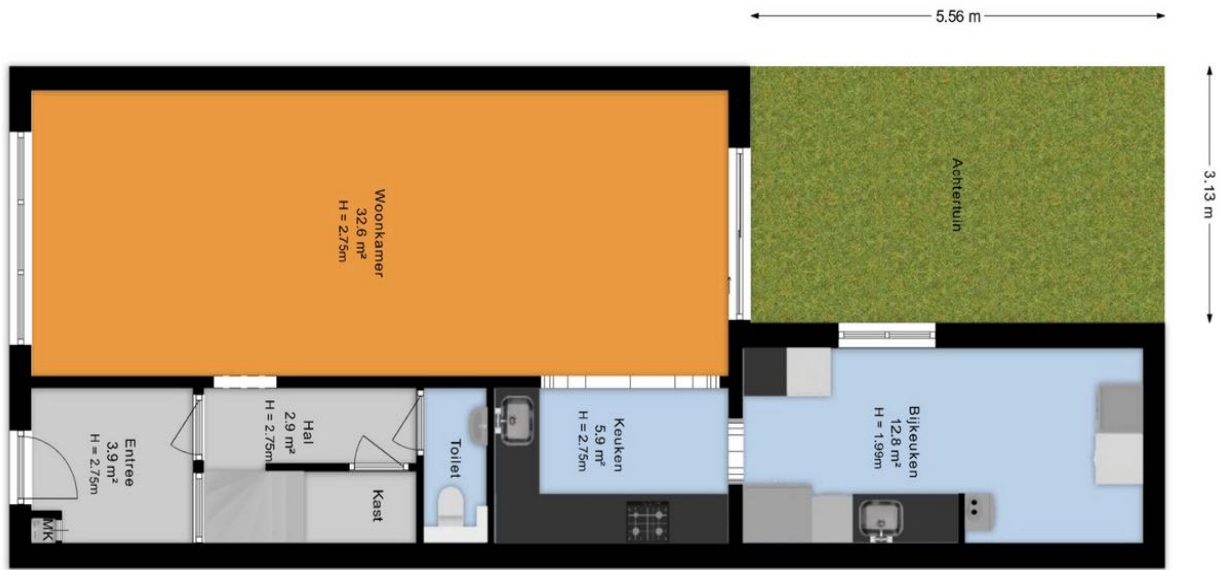 5.56 m
3.13 m
Achtertuin
Woonkamer
32.6 m²
H = 2.75m
Entree
3.9 m²
H = 2.75m
MK
Hal
2.9 m²
H = 2.75m
Kast
Toilet
Keuken
5.9 m²
H = 2.75m
Bijkeuken
12.8 m²
H = 1.99m